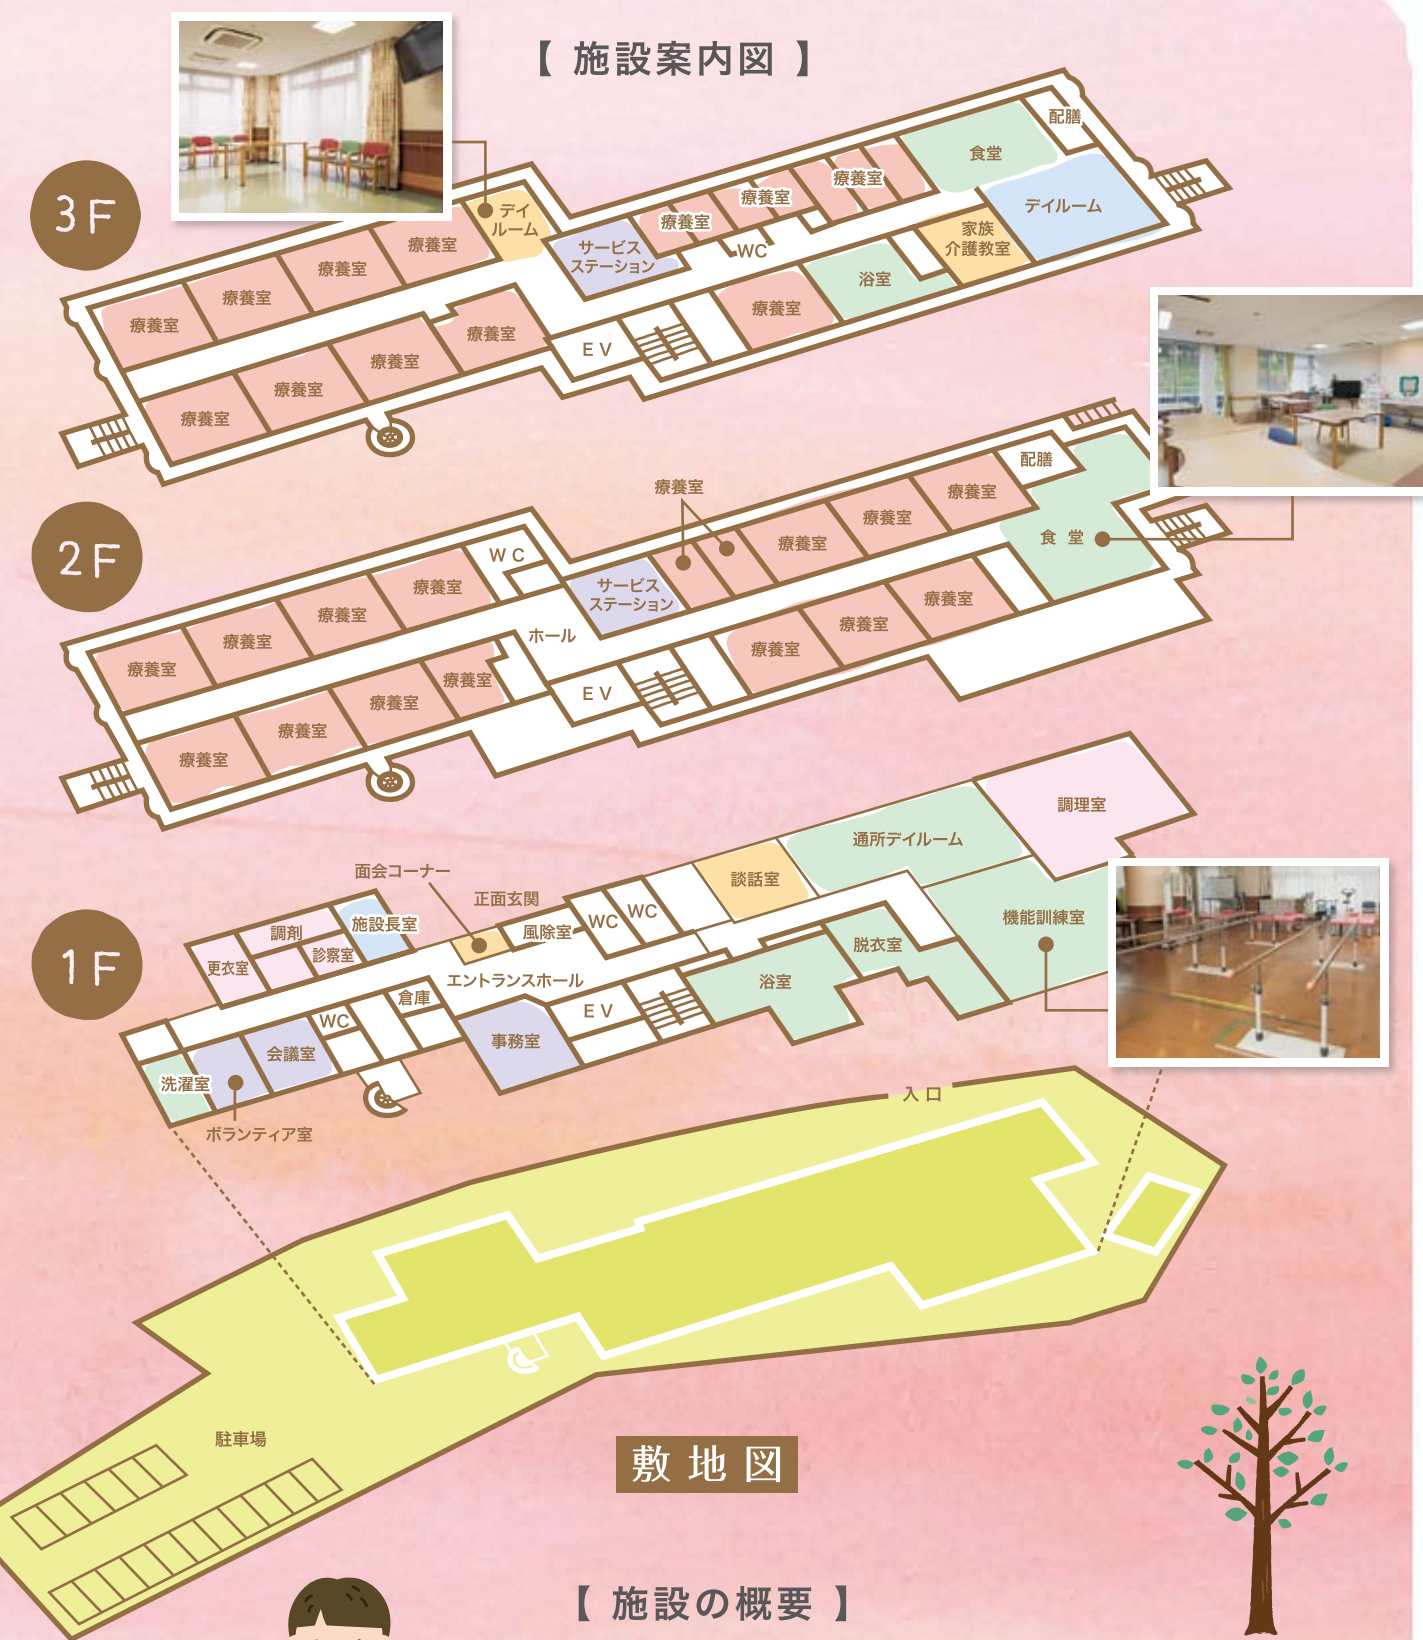 【 施設案内図 】
3F
配膳
食堂
療養室
デイルーム
療養室
デイ
ルーム
療養室
家族
介護教室
療養室
サービス
ステーション
WC
療養室
浴室
療養室
療養室
療養室
療養室
療養室
EV
療養室
療養室
療養室
2F
配膳
療養室
療養室
療養室
療養室
食 堂
WC
サービス
ステーション
療養室
療養室
療養室
療養室
療養室
療養室
ホール
療養室
療養室
療養室
EV
療養室
療養室
療養室
1F
調理室
通所デイルーム
面会コーナー
談話室
正面玄関
機能訓練室
施設長室
WC
WC
風除室
調剤
診察室
脱衣室
更衣室
エントランスホール
浴室
倉庫
EV
WC
事務室
会議室
洗濯室
ボランティア室
入口
駐車場
敷地図
【 施設の概要 】